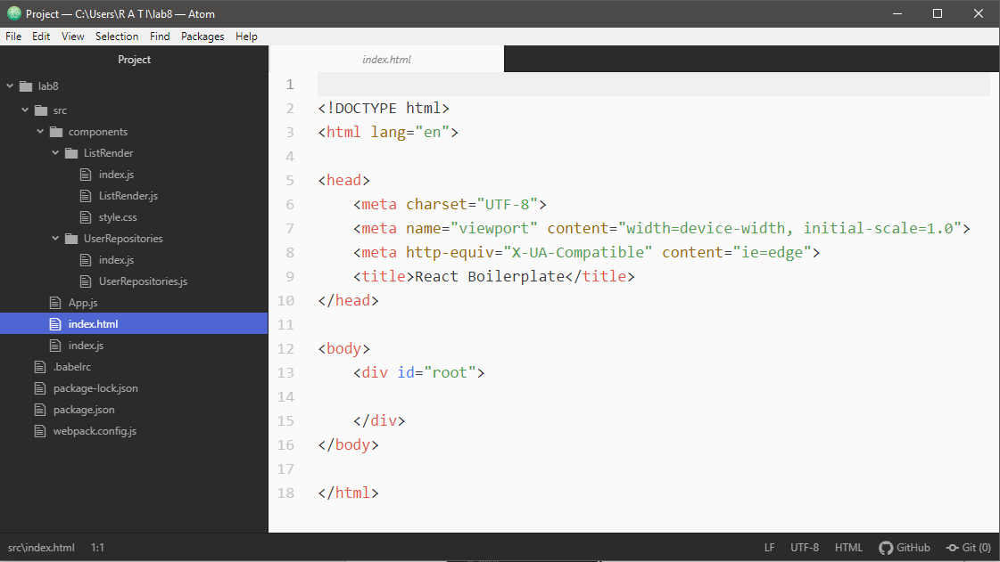 Project — C:\Users\R A T I\lab8 — Atom
File Edit View Selection Find Packages Help
Project
lab8
src
components
ListRender
index.js
ListRender.js
style.css
UserRepositories
index.js
UserRepositories.js
App.js
index.html
index.js
.babelrc
package-lock.json
package.json
webpack.config.js
index.html
1
2 <!DOCTYPE html>
3 <html lang="en">
4
5 <head>
6     <meta charset="UTF-8">
7     <meta name="viewport" content="width=device-width, initial-scale=1.0">
8     <meta http-equiv="X-UA-Compatible" content="ie=edge">
9     <title>React Boilerplate</title>
10 </head>
11
12 <body>
13     <div id="root">
14
15     </div>
16 </body>
17
18 </html>
src\index.html 1:1 LF UTF-8 HTML GitHub Git (0)